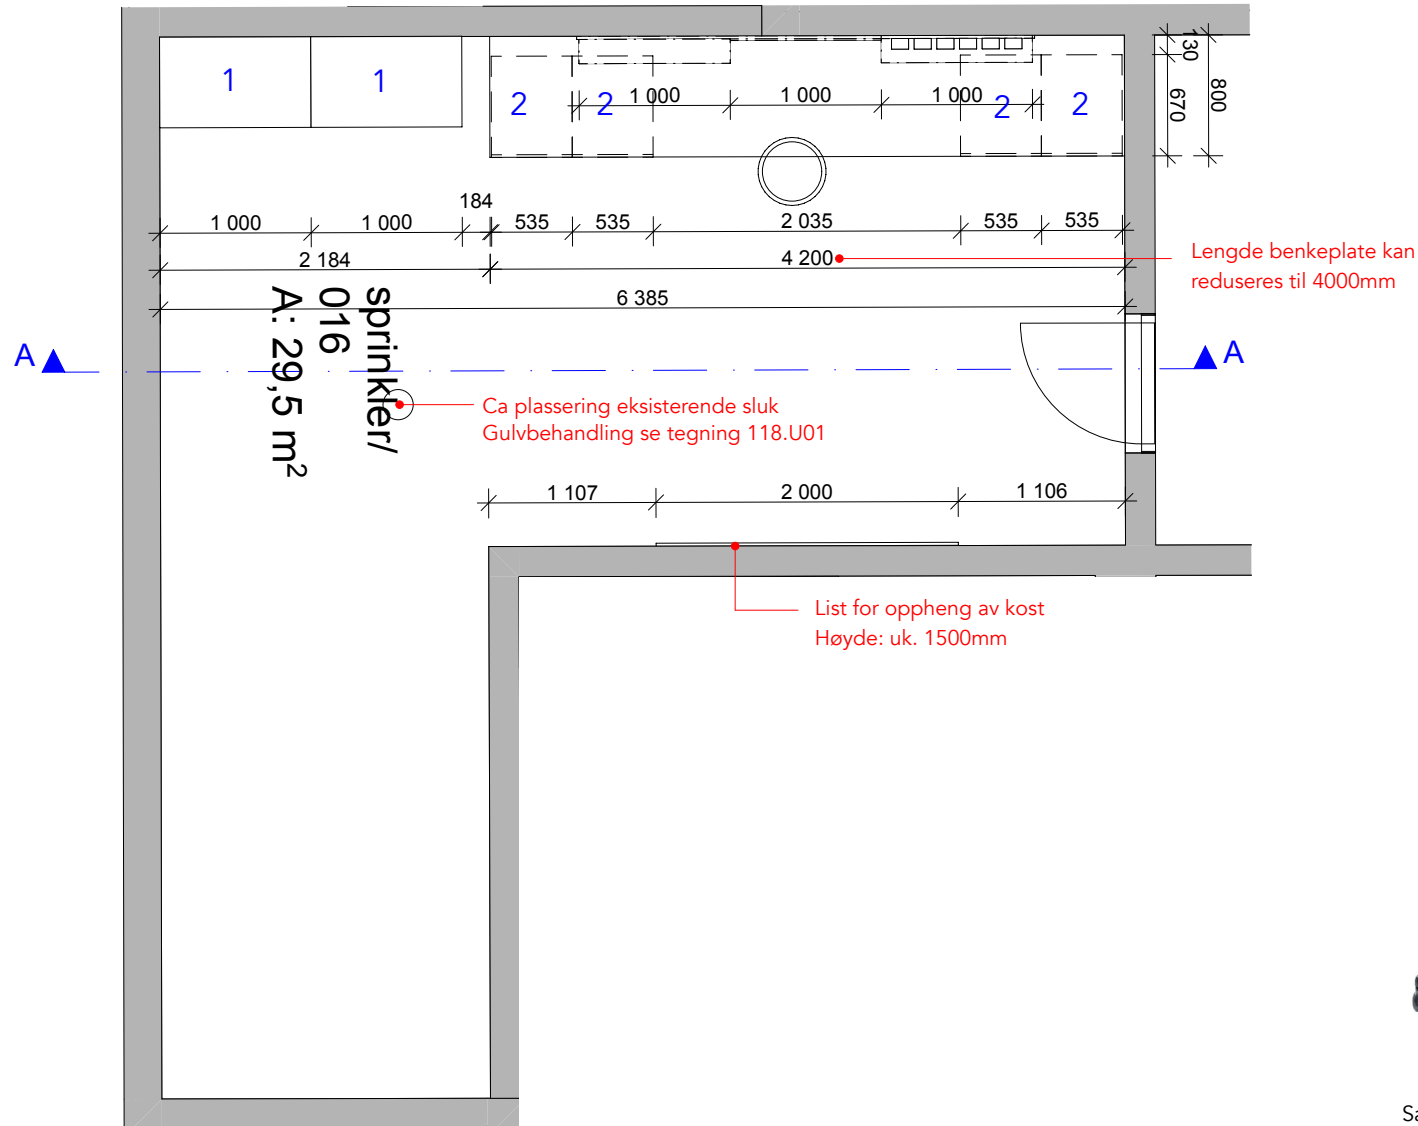 1
1
2
2
2
2
1 000
1 000
1 000
130
670
800
184
1 000
1 000
535
535
2 035
535
535
2 184
4 200
Lengde benkeplate kan
reduseres til 4000mm
6 385
sprinkler/
016
A: 29,5 m²
A
A
Ca plassering eksisterende sluk
Gulvbehandling se tegning 118.U01
1 107
2 000
1 106
List for oppheng av kost
Høyde: uk. 1500mm